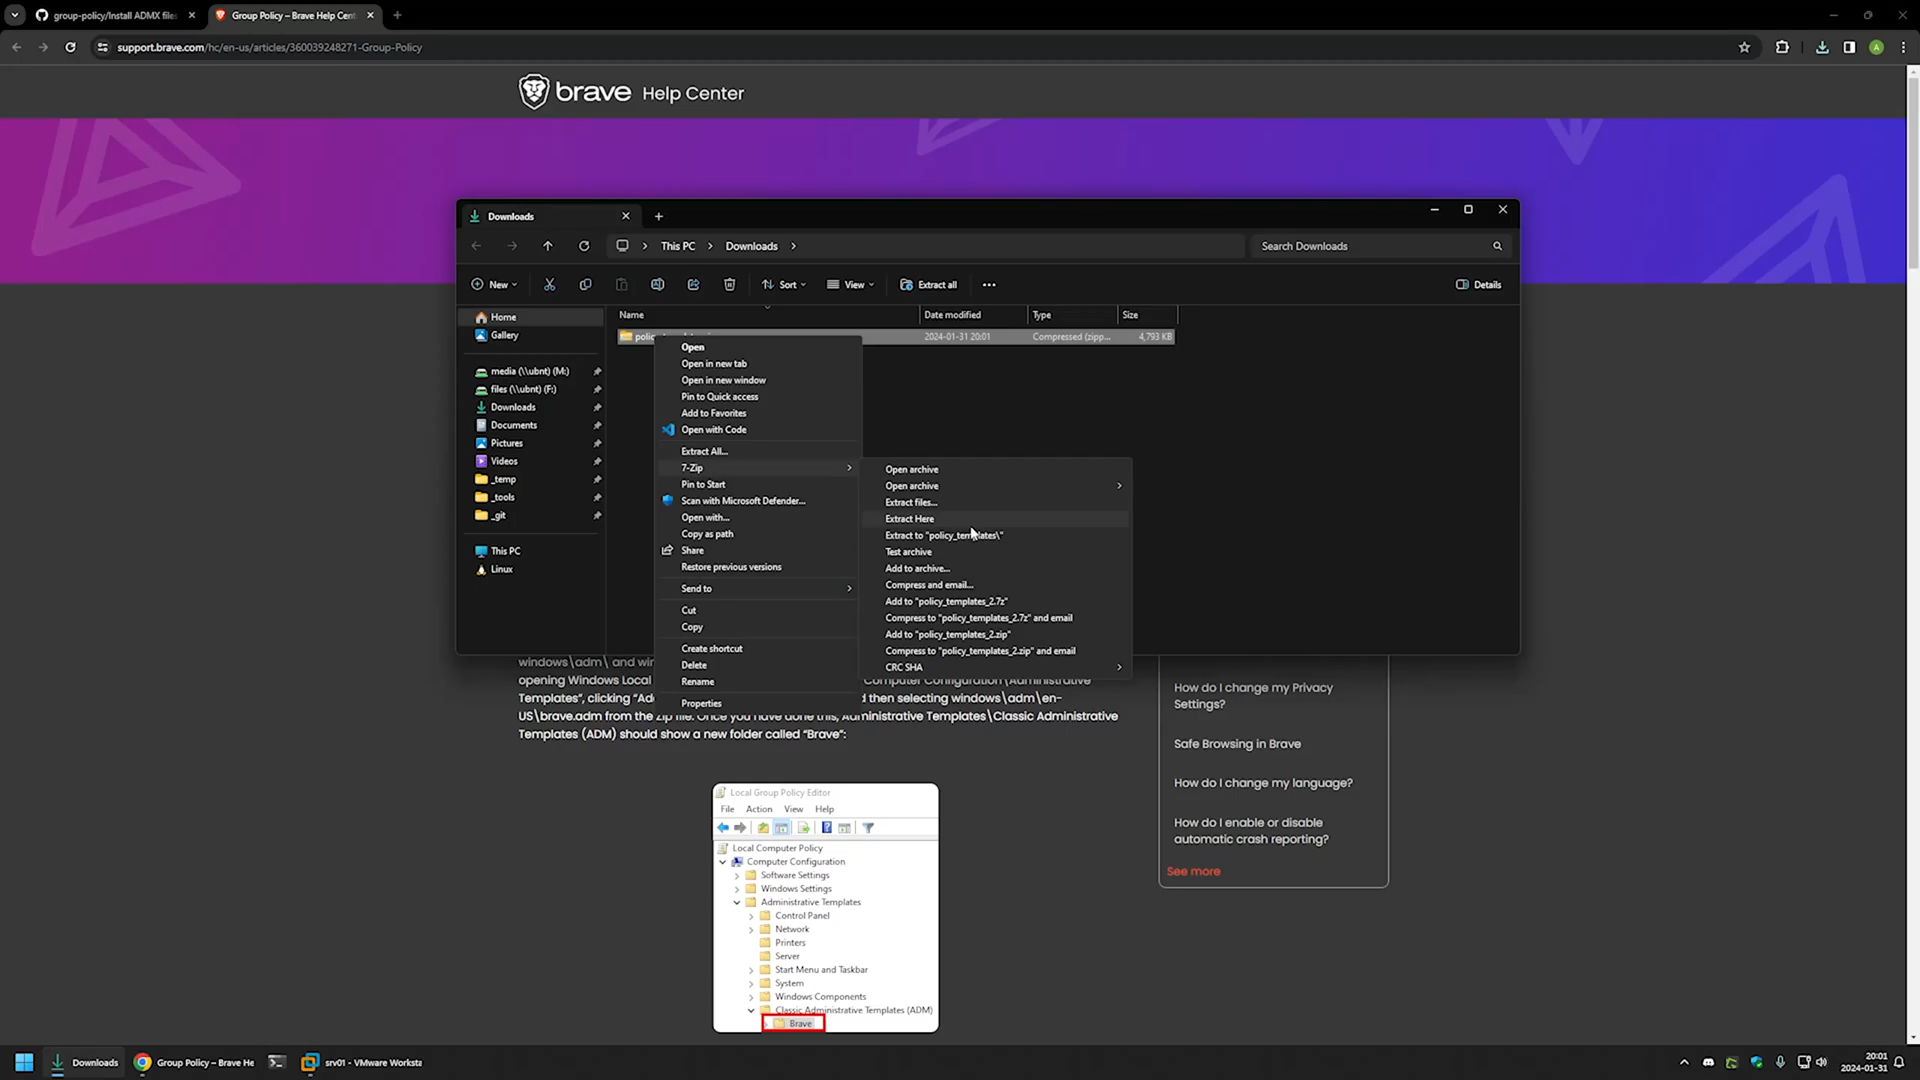 group-policy/Install ADMX files
Group Policy – Brave Help Cent
support.brave.com/hc/en-us/articles/360039248271-Group-Policy
A
brave Help Center
Downloads
This PC > Downloads >
Search Downloads
New
Sort
View
Extract all
Details
Name
Date modified
Type
Size
2024-01-31 20:01
Compressed (zipp...
4,793 KB
Home
Gallery
media (\\ubnt) (M:)
files (\\ubnt) (F:)
Downloads
Documents
Pictures
Videos
_temp
_tools
_git
This PC
Linux
Open
Open in new tab
Open in new window
Pin to Quick access
Add to Favorites
Open with Code
Extract All...
7-Zip
Pin to Start
Scan with Microsoft Defender...
Open with...
Copy as path
Share
Restore previous versions
Send to
Cut
Copy
Create shortcut
Delete
Rename
Properties
Open archive
Open archive
Extract files...
Extract Here
Extract to "policy_templates\"
Test archive
Add to archive...
Compress and email...
Add to "policy_templates_2.7z"
Compress to "policy_templates_2.7z" and email
Add to "policy_templates_2.zip"
Compress to "policy_templates_2.zip" and email
CRC SHA
windows\adm\ and
opening Windows Local Computer Configuration\Administrative
Templates”, clicking “ then selecting windows\adm\en-
US\brave.adm from the zip file. Once you have done this, Administrative Templates\Classic Administrative
Templates (ADM) should show a new folder called “Brave”:
How do I change my Privacy
Settings?
Safe Browsing in Brave
How do I change my language?
How do I enable or disable
automatic crash reporting?
See more
Local Group Policy Editor
File Action View Help
Local Computer Policy
Computer Configuration
Software Settings
Windows Settings
Administrative Templates
Control Panel
Network
Printers
Server
Start Menu and Taskbar
System
Windows Components
Classic Administrative Templates (ADM)
Brave
Downloads
Group Policy – Brave He
srv01 - VMware Worksta
20:01
2024-01-31